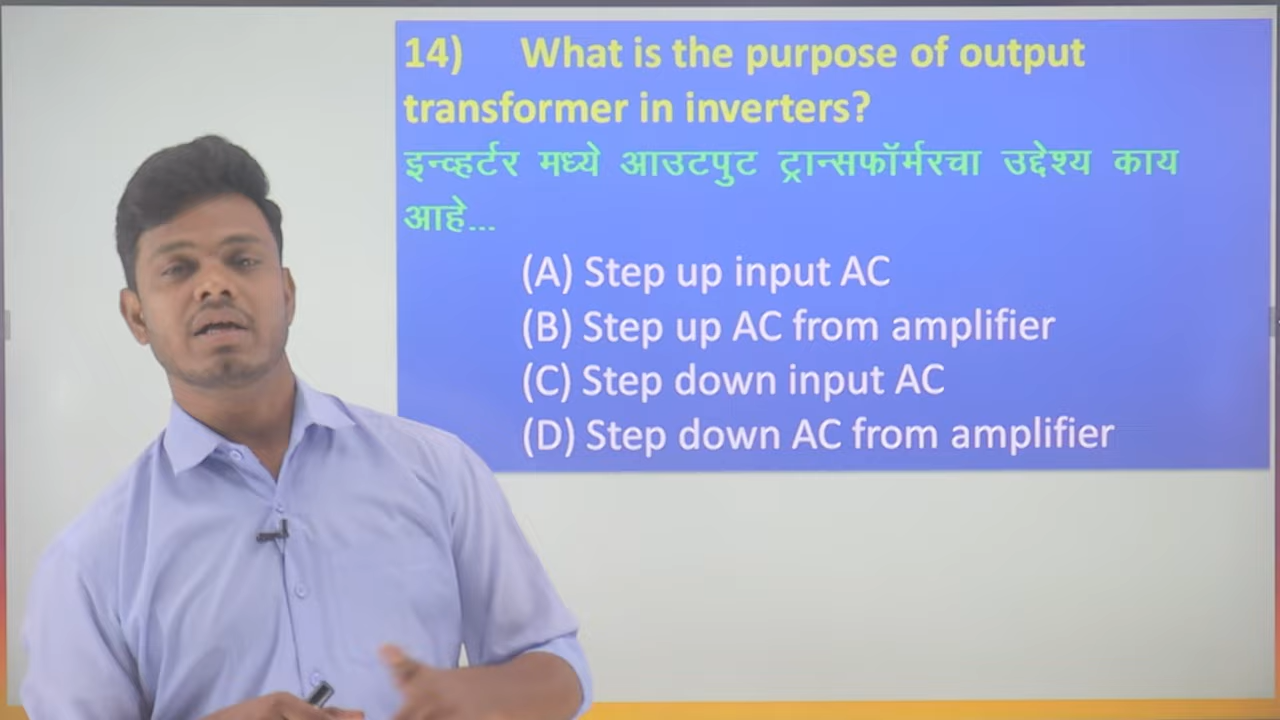 14) What is the purpose of output
transformer in inverters?
इन्व्हर्टर मध्ये आउटपुट ट्रान्सफॉर्मरचा उद्देश्य काय
आहे...
(A) Step up input AC
(B) Step up AC from amplifier
(C) Step down input AC
(D) Step down AC from amplifier